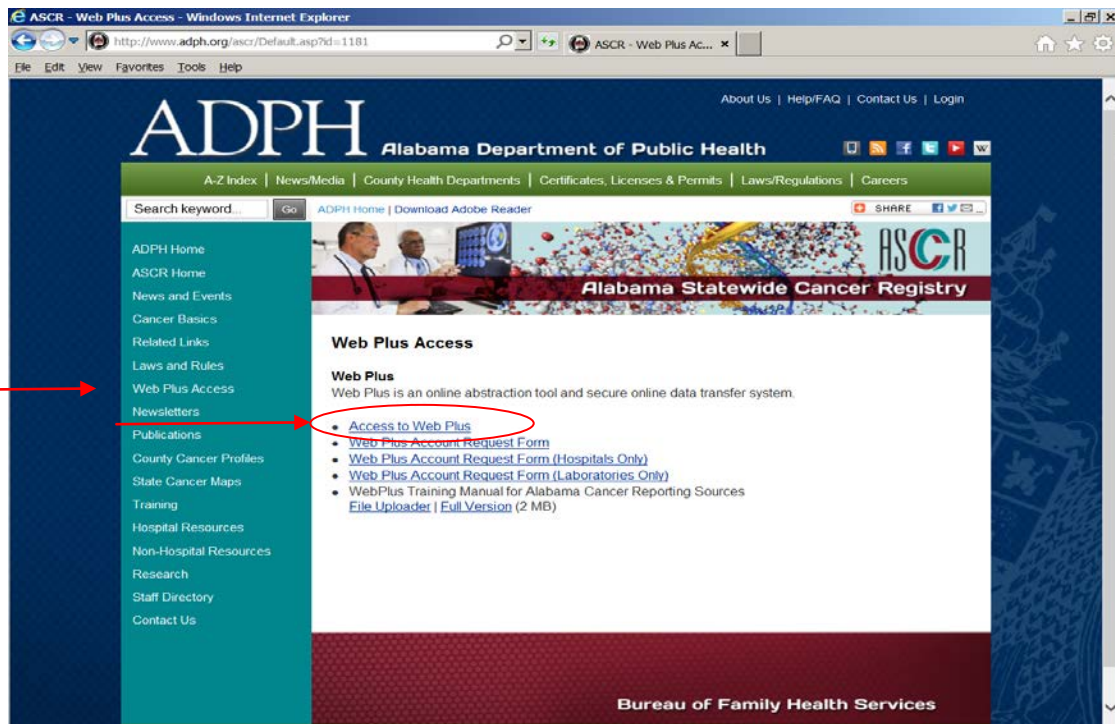 ASCR - Web Plus Access - Windows Internet Explorer
http://www.adph.org/ascr/Default.asp?id=1181
ASCR - Web Plus Ac...
File Edit View Favorites Tools Help
About Us | Help/FAQ | Contact Us | Login
ADPH Alabama Department of Public Health
A-Z Index | News/Media | County Health Departments | Certificates, Licenses & Permits | Laws/Regulations | Careers
Search keyword... Go ADPH Home | Download Adobe Reader SHARE
ASCR
Alabama Statewide Cancer Registry
ADPH Home
ASCR Home
News and Events
Cancer Basics
Related Links
Laws and Rules
Web Plus Access
Newsletters
Publications
County Cancer Profiles
State Cancer Maps
Training
Hospital Resources
Non-Hospital Resources
Research
Staff Directory
Contact Us
Web Plus Access
Web Plus
Web Plus is an online abstraction tool and secure online data transfer system.
• Access to Web Plus
• Web Plus Account Request Form
• Web Plus Account Request Form (Hospitals Only)
• Web Plus Account Request Form (Laboratories Only)
• WebPlus Training Manual for Alabama Cancer Reporting Sources
File Uploader | Full Version (2 MB)
Bureau of Family Health Services